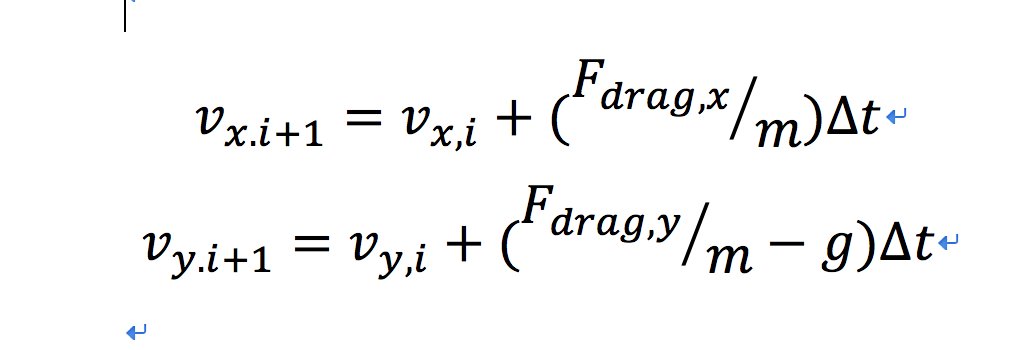 v_{x.i+1} = v_{x,i} + (F_{drag,x}/m)Δt
v_{y.i+1} = v_{y,i} + (F_{drag,y}/m − g)Δt